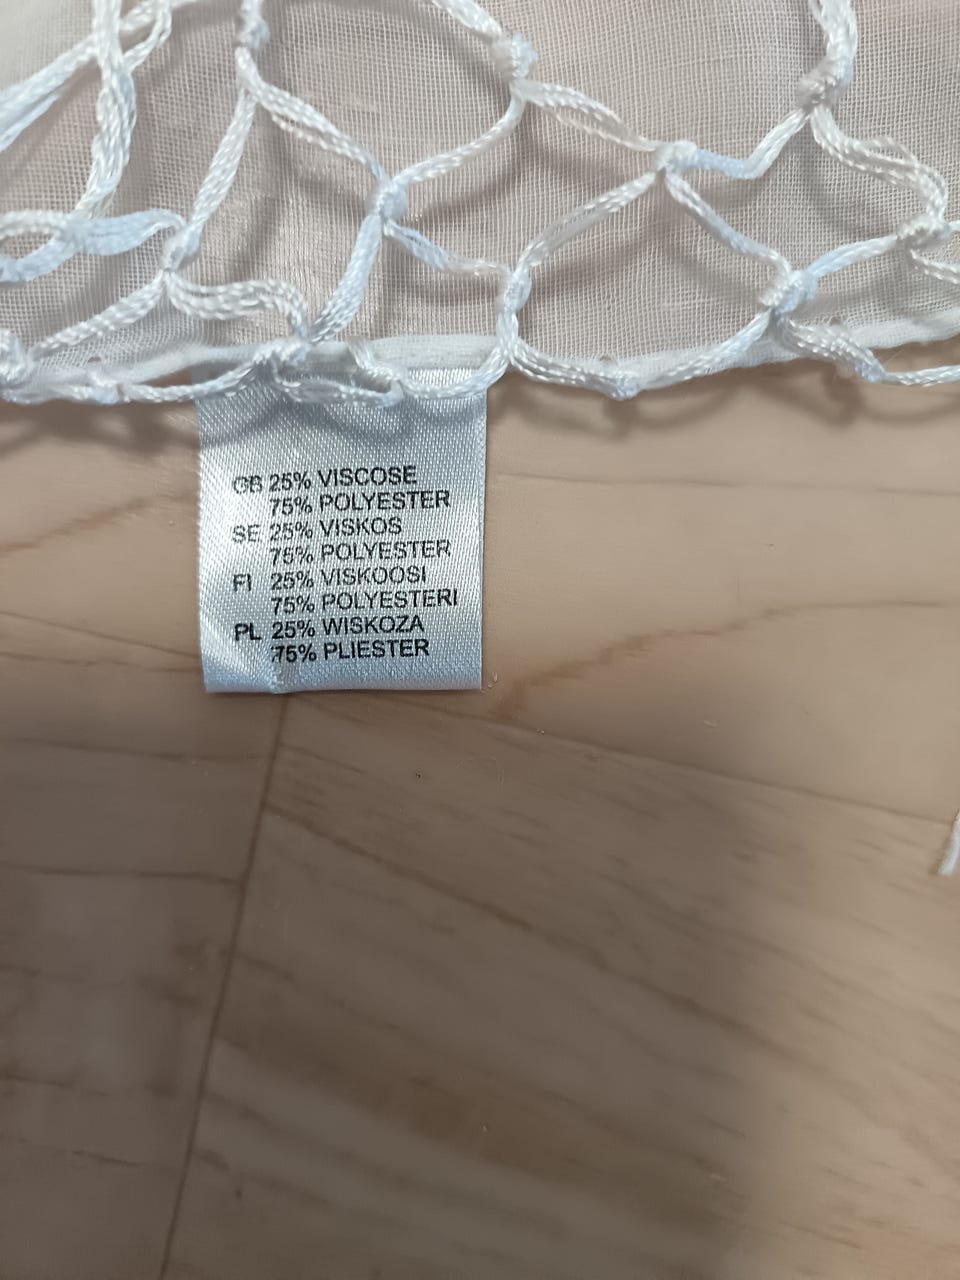 GB 25% VISCOSE
75% POLYESTER
SE 25% VISKOS
75% POLYESTER
FI 25% VISKOOSI
75% POLYESTERI
PL 25% WISKOZA
75% PLIESTER